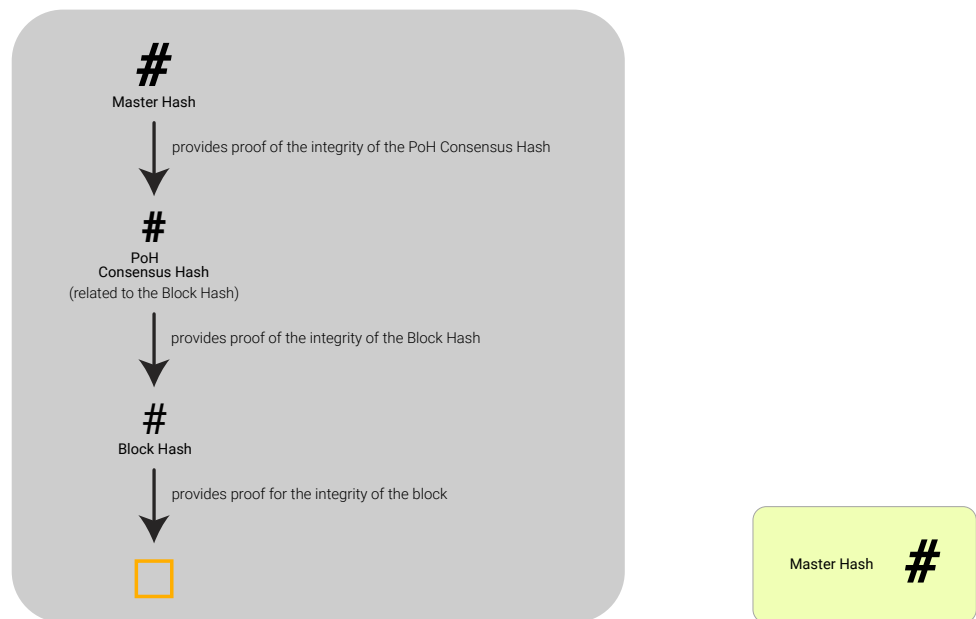 #
Master Hash
provides proof of the integrity of the PoH Consensus Hash
#
PoH
Consensus Hash
(related to the Block Hash)
provides proof of the integrity of the Block Hash
#
Block Hash
provides proof for the integrity of the block
Master Hash #